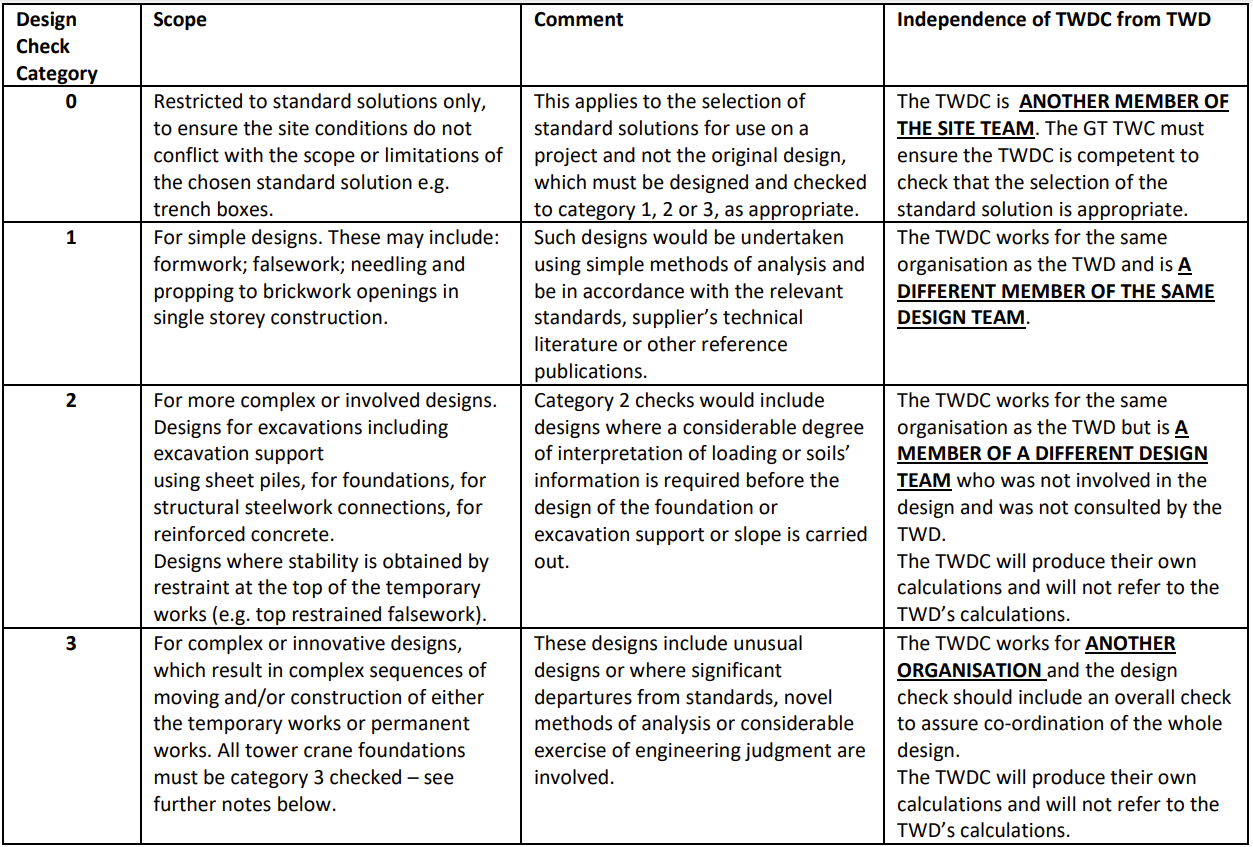 Design
Check
Category
Scope
Comment
Independence of TWDC from TWD
0
Restricted to standard solutions only,
to ensure the site conditions do not
conflict with the scope or limitations of
the chosen standard solution e.g.
trench boxes.
This applies to the selection of
standard solutions for use on a
project and not the original design,
which must be designed and checked
to category 1, 2 or 3, as appropriate.
The TWDC is ANOTHER MEMBER OF
THE SITE TEAM. The GT TWC must
ensure the TWDC is competent to
check that the selection of the
standard solution is appropriate.
1
For simple designs. These may include:
formwork; falsework; needling and
propping to brickwork openings in
single storey construction.
Such designs would be undertaken
using simple methods of analysis and
be in accordance with the relevant
standards, supplier’s technical
literature or other reference
publications.
The TWDC works for the same
organisation as the TWD and is A
DIFFERENT MEMBER OF THE SAME
DESIGN TEAM.
2
For more complex or involved designs.
Designs for excavations including
excavation support
using sheet piles, for foundations, for
structural steelwork connections, for
reinforced concrete.
Designs where stability is obtained by
restraint at the top of the temporary
works (e.g. top restrained falsework).
Category 2 checks would include
designs where a considerable degree
of interpretation of loading or soils’
information is required before the
design of the foundation or
excavation support or slope is carried
out.
The TWDC works for the same
organisation as the TWD but is A
MEMBER OF A DIFFERENT DESIGN
TEAM who was not involved in the
design and was not consulted by the
TWD.
The TWDC will produce their own
calculations and will not refer to the
TWD’s calculations.
3
For complex or innovative designs,
which result in complex sequences of
moving and/or construction of either
the temporary works or permanent
works. All tower crane foundations
must be category 3 checked – see
further notes below.
These designs include unusual
designs or where significant
departures from standards, novel
methods of analysis or considerable
exercise of engineering judgment are
involved.
The TWDC works for ANOTHER
ORGANISATION and the design
check should include an overall check
to assure co-ordination of the whole
design.
The TWDC will produce their own
calculations and will not refer to the
TWD’s calculations.